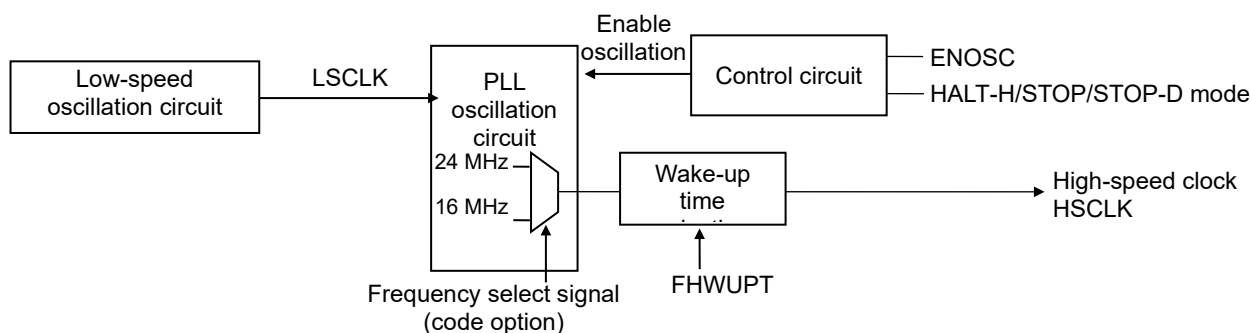 Low-speed
oscillation circuit
LSCLK
PLL
oscillation
circuit
24 MHz
16 MHz
Frequency select signal
(code option)
Enable
oscillation
Control circuit
ENOSC
HALT-H/STOP/STOP-D mode
Wake-up
time
FHWUPT
High-speed clock
HSCLK